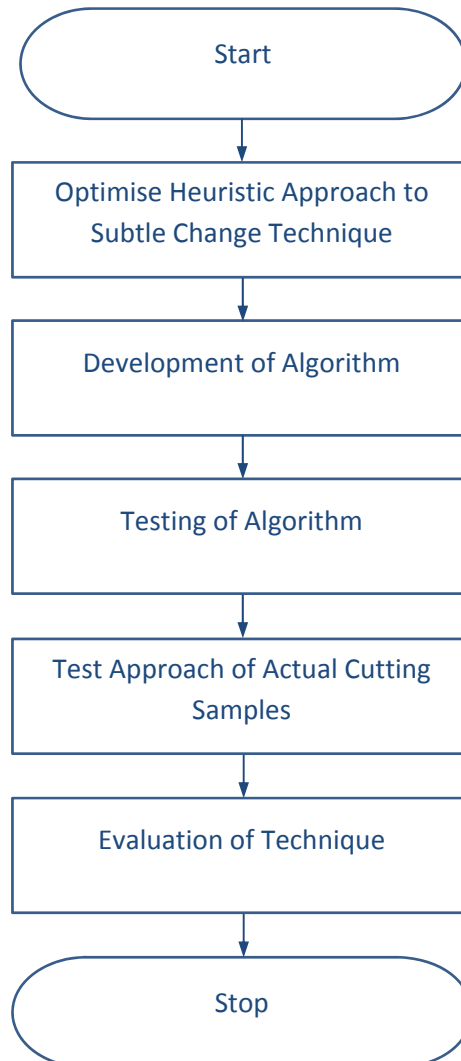 Start
Optimise Heuristic Approach to
Subtle Change Technique
Development of Algorithm
Testing of Algorithm
Test Approach of Actual Cutting
Samples
Evaluation of Technique
Stop